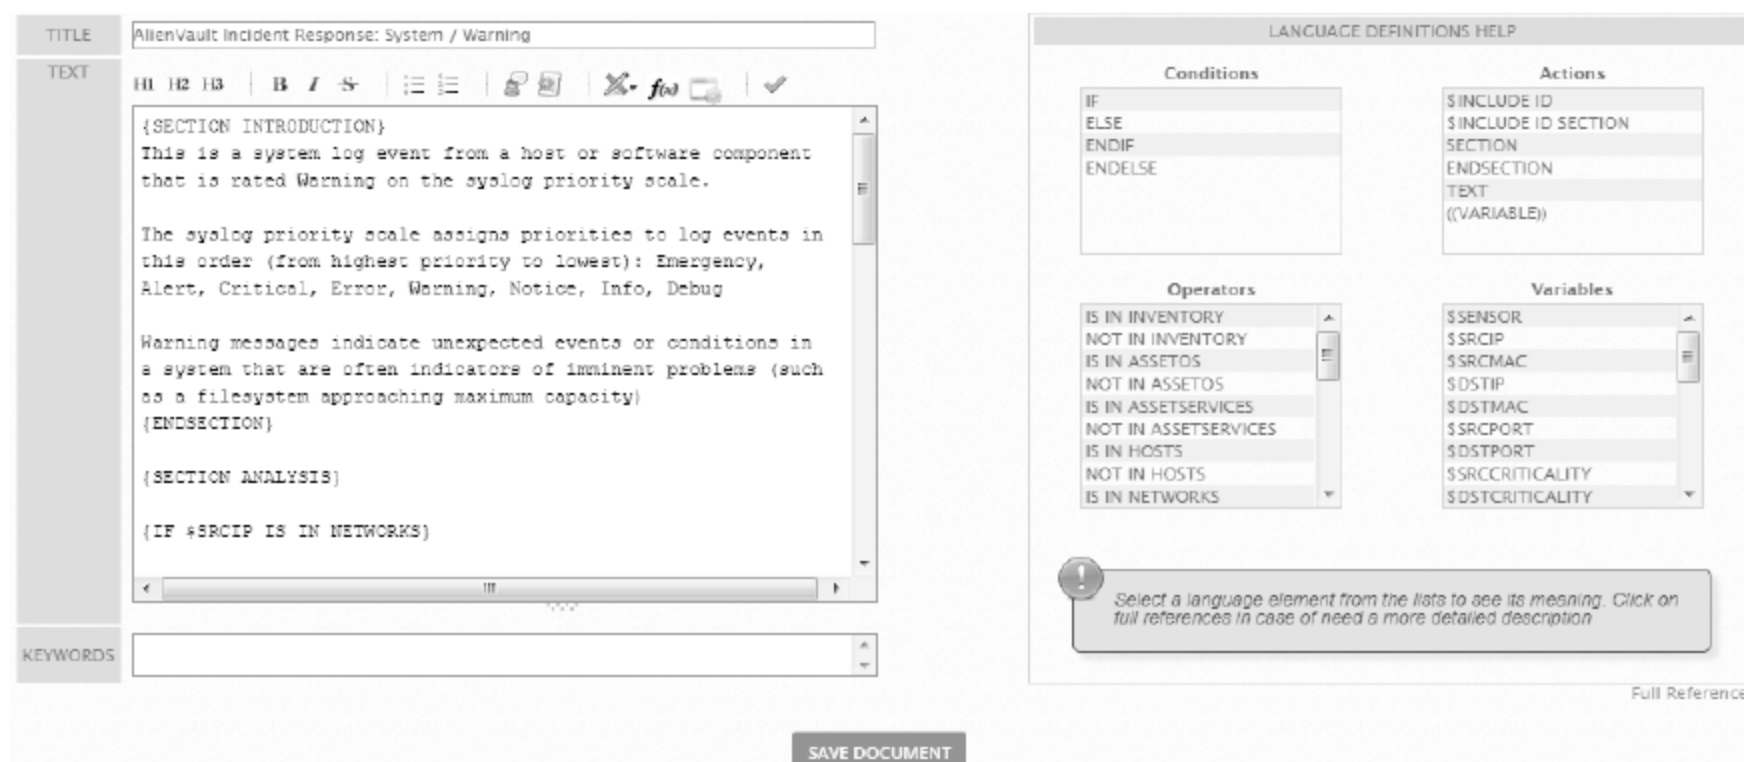 TITLE
AlienVault Incident Response: System / Warning
TEXT
H1 H2 H3 B I S f(x)
{SECTION INTRODUCTION}
This is a system log event from a host or software component
that is rated Warning on the syslog priority scale.
The syslog priority scale assigns priorities to log events in
this order (from highest priority to lowest): Emergency,
Alert, Critical, Error, Warning, Notice, Info, Debug
Warning messages indicate unexpected events or conditions in
a system that are often indicators of imminent problems (such
as a filesystem approaching maximum capacity)
{ENDSECTION}
{SECTION ANALYSIS}
{IF $SRCIP IS IN NETWORKS}
KEYWORDS
SAVE DOCUMENT
LANGUAGE DEFINITIONS HELP
Conditions
IF
ELSE
ENDIF
ENDELSE
Actions
$INCLUDE ID
$INCLUDE ID SECTION
SECTION
ENDSECTION
TEXT
((VARIABLE))
Operators
IS IN INVENTORY
NOT IN INVENTORY
IS IN ASSETOS
NOT IN ASSETOS
IS IN ASSETSERVICES
NOT IN ASSETSERVICES
IS IN HOSTS
NOT IN HOSTS
IS IN NETWORKS
Variables
$SENSOR
$SRCIP
$SRCMAC
$DSTIP
$DSTMAC
$SRCPORT
$DSTPORT
$SRCCRITICALITY
$DSTCRITICALITY
Select a language element from the lists to see its meaning. Click on
full references in case of need a more detailed description
Full Reference